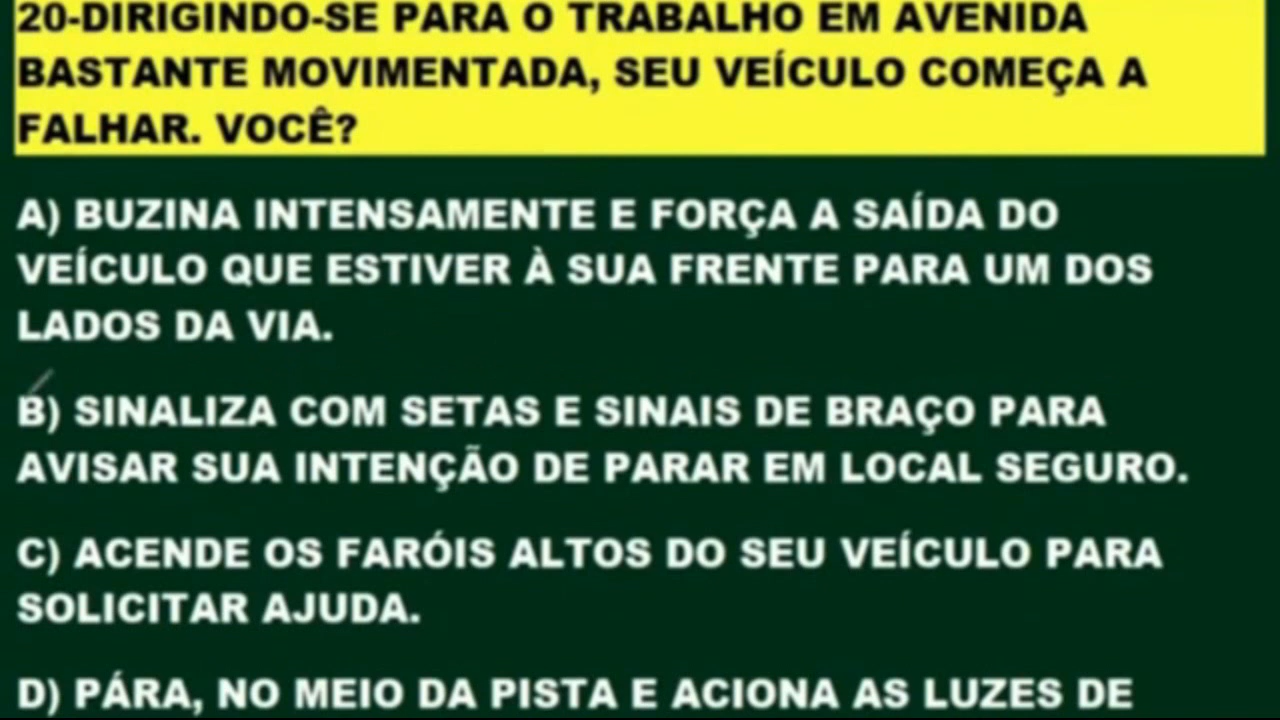 20-DIRIGINDO-SE PARA O TRABALHO EM AVENIDA
BASTANTE MOVIMENTADA, SEU VEÍCULO COMEÇA A
FALHAR. VOCÊ?
A) BUZINA INTENSAMENTE E FORÇA A SAÍDA DO
VEÍCULO QUE ESTIVER À SUA FRENTE PARA UM DOS
LADOS DA VIA.
B) SINALIZA COM SETAS E SINAIS DE BRAÇO PARA
AVISAR SUA INTENÇÃO DE PARAR EM LOCAL SEGURO.
C) ACENDE OS FARÓIS ALTOS DO SEU VEÍCULO PARA
SOLICITAR AJUDA.
D) PÁRA, NO MEIO DA PISTA E ACIONA AS LUZES DE